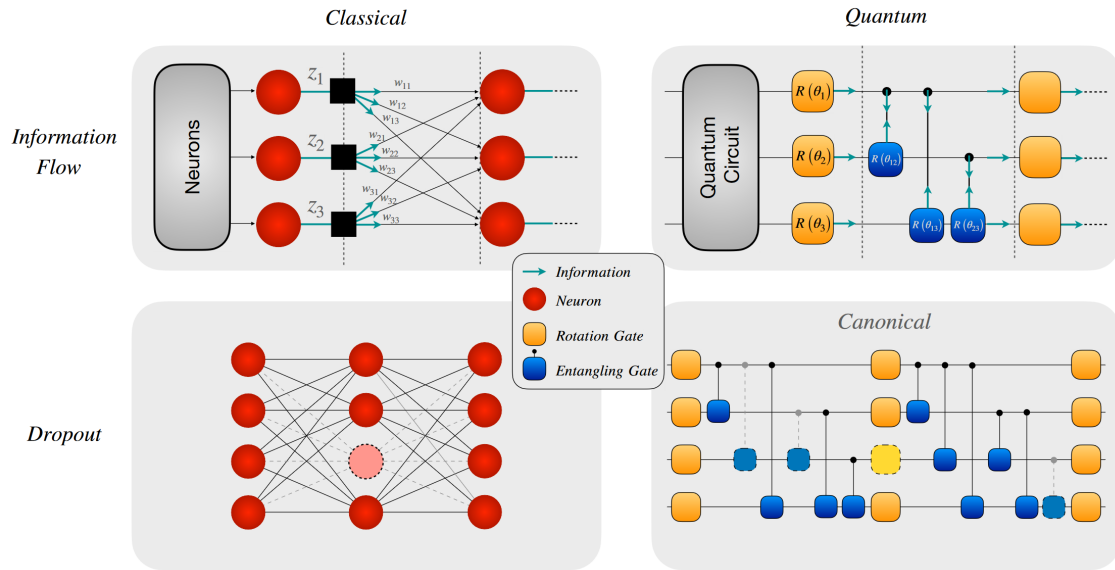 Classical
Quantum
Information
Flow
Neurons
z1
z2
z3
w11
w12
w13
w21
w22
w23
w31
w32
w33
Quantum
Circuit
R (θ1)
R (θ2)
R (θ3)
R (θ12)
R (θ13)
R (θ23)
Information
Neuron
Rotation Gate
Entangling Gate
Dropout
Canonical